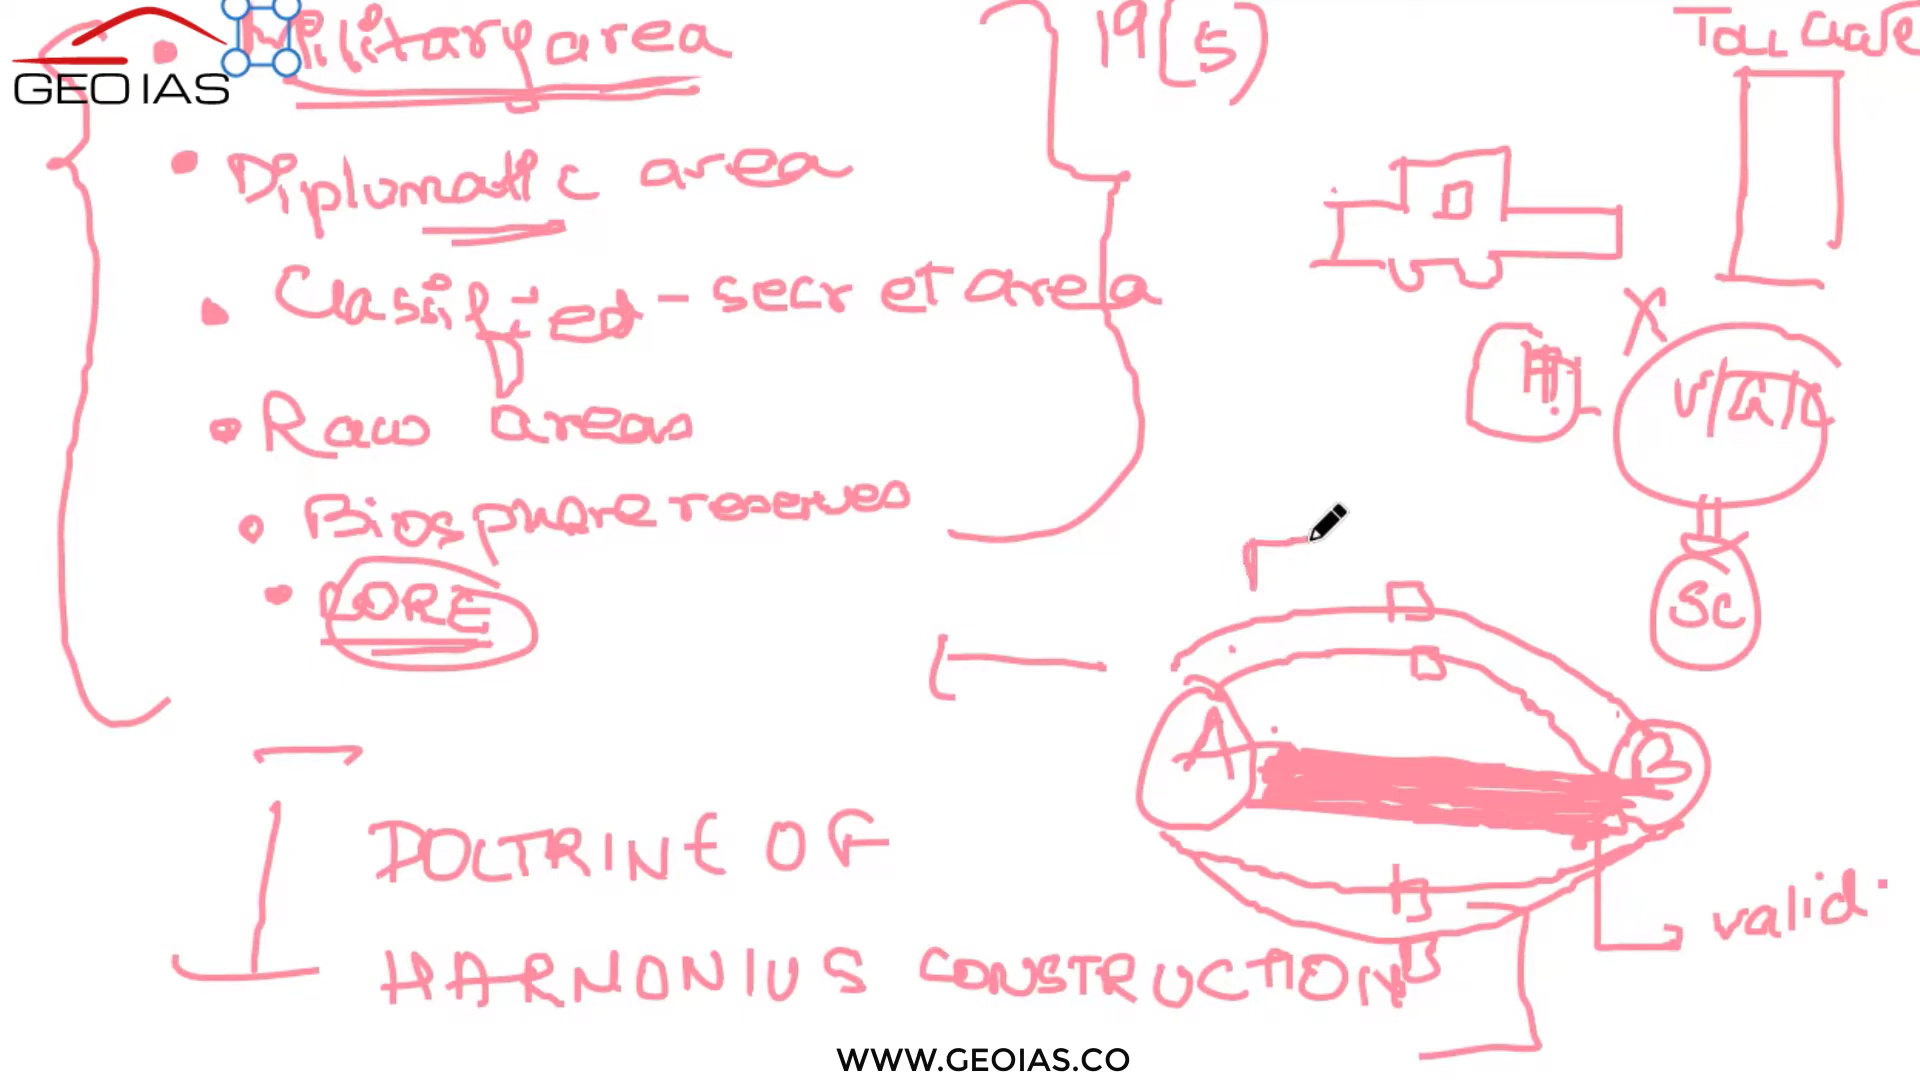 GEO IAS
• Military area
19(5)
Toll Gate
• Diplomatic area
• Classified - secret area
• Raw areas
• Biosphere reserves
• CORE
D
X
SC
A
B
valid.
DOCTRINE OF
HARMONIUS CONSTRUCTION
WWW.GEOIAS.CO